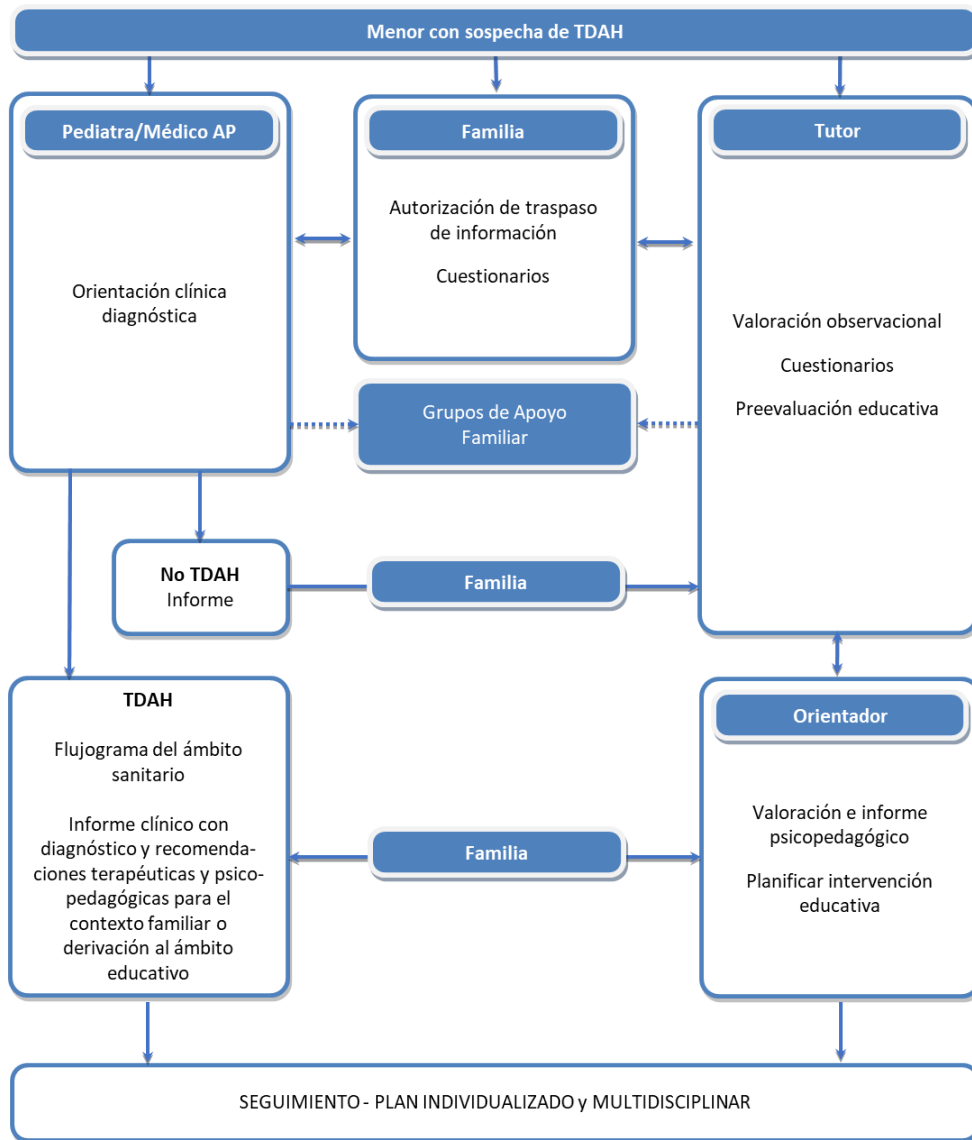 Menor con sospecha de TDAH
Pediatra/Médico AP
Orientación clínica
diagnóstica
Familia
Autorización de traspaso
de información
Cuestionarios
Tutor
Valoración observacional
Cuestionarios
Preevaluación educativa
Grupos de Apoyo
Familiar
No TDAH
Informe
Familia
TDAH
Flujograma del ámbito
sanitario
Informe clínico con
diagnóstico y recomenda-
ciones terapéuticas y psico-
pedagógicas para el
contexto familiar o
derivación al ámbito
educativo
Familia
Orientador
Valoración e informe
psicopedagógico
Planificar intervención
educativa
SEGUIMIENTO - PLAN INDIVIDUALIZADO y MULTIDISCIPLINAR